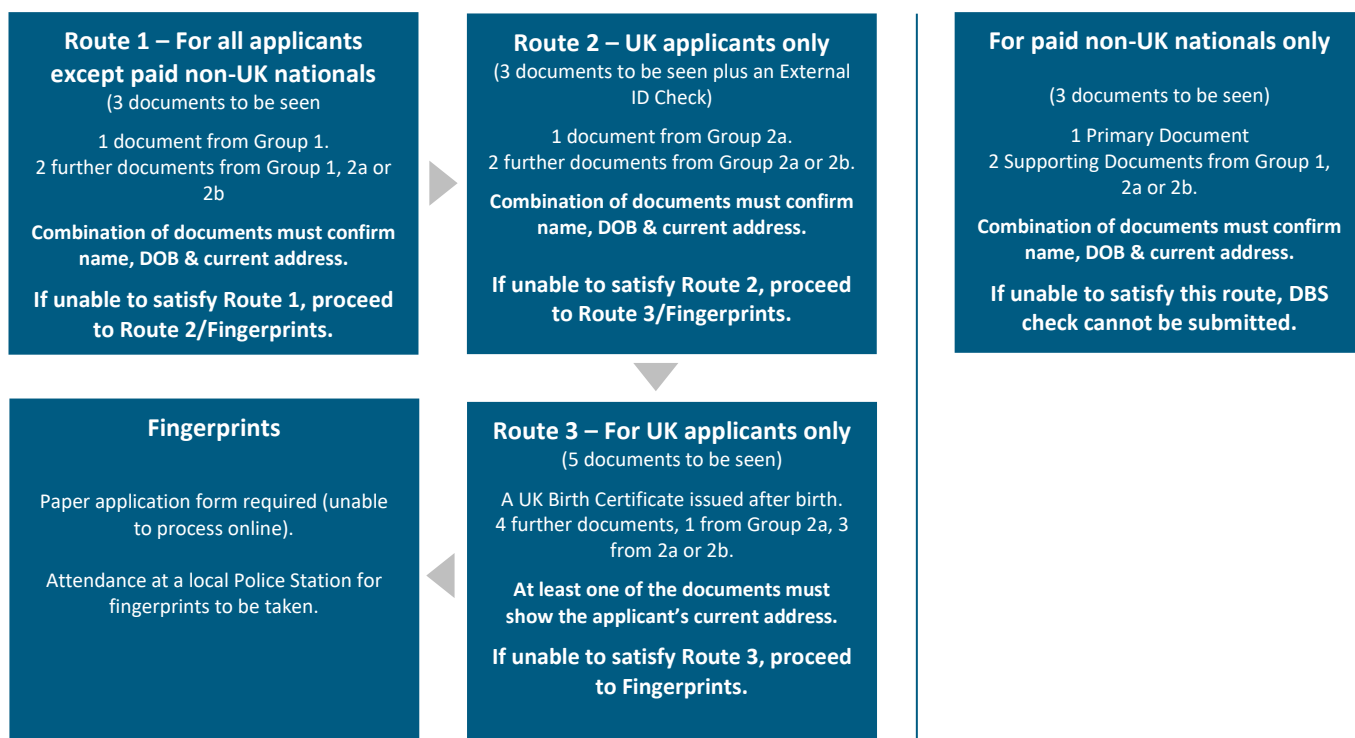 Route 1 – For all applicants
except paid non-UK nationals
(3 documents to be seen
1 document from Group 1.
2 further documents from Group 1, 2a or
2b
Combination of documents must confirm
name, DOB & current address.
If unable to satisfy Route 1, proceed
to Route 2/Fingerprints.
Route 2 – UK applicants only
(3 documents to be seen plus an External
ID Check)
1 document from Group 2a.
2 further documents from Group 2a or 2b.
Combination of documents must confirm
name, DOB & current address.
If unable to satisfy Route 2, proceed
to Route 3/Fingerprints.
For paid non-UK nationals only
(3 documents to be seen)
1 Primary Document
2 Supporting Documents from Group 1,
2a or 2b.
Combination of documents must confirm
name, DOB & current address.
If unable to satisfy this route, DBS
check cannot be submitted.
Route 3 – For UK applicants only
(5 documents to be seen)
A UK Birth Certificate issued after birth.
4 further documents, 1 from Group 2a, 3
from 2a or 2b.
At least one of the documents must
show the applicant's current address.
If unable to satisfy Route 3, proceed
to Fingerprints.
Fingerprints
Paper application form required (unable
to process online).
Attendance at a local Police Station for
fingerprints to be taken.